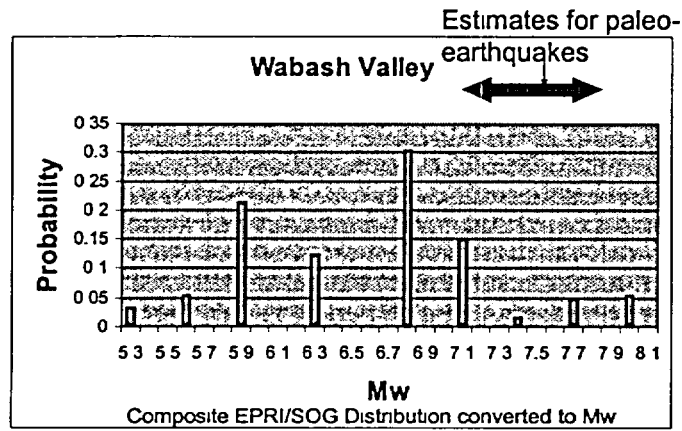 Estimates for paleo-
earthquakes
Wabash Valley
0 35
0.3
0 25
0 2
0.15
0 1
0 05
0
Probability
5 3 5 5 5 7 5 9 6 1 6 3 6.5 6.7 6 9 7 1 7 3 7.5 7 7 7 9 8 1
Mw
Composite EPRI/SOG Distribution converted to Mw